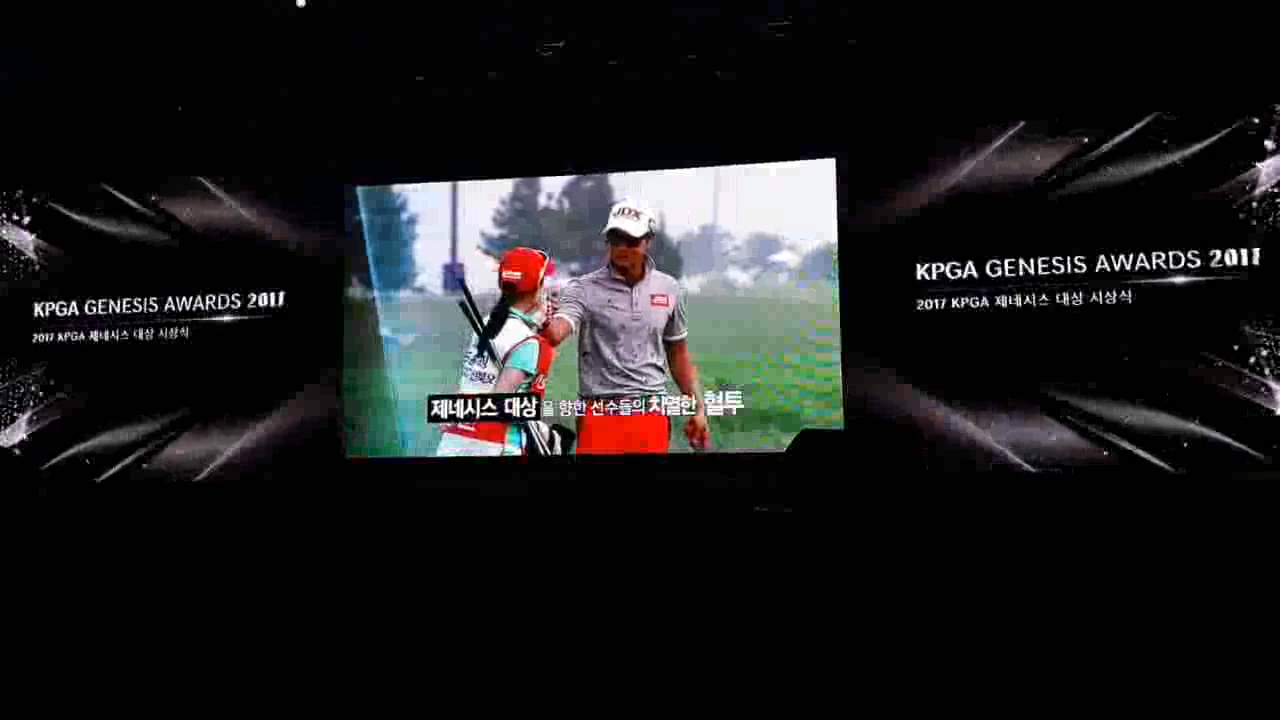 KPGA GENESIS AWARDS 2017
2017 KPGA 제네시스 대상 시상식
JDX
제네시스 대상을 향한 선수들의 치열한 혈투
KPGA GENESIS AWARDS 2017
2017 KPGA 제네시스 대상 시상식